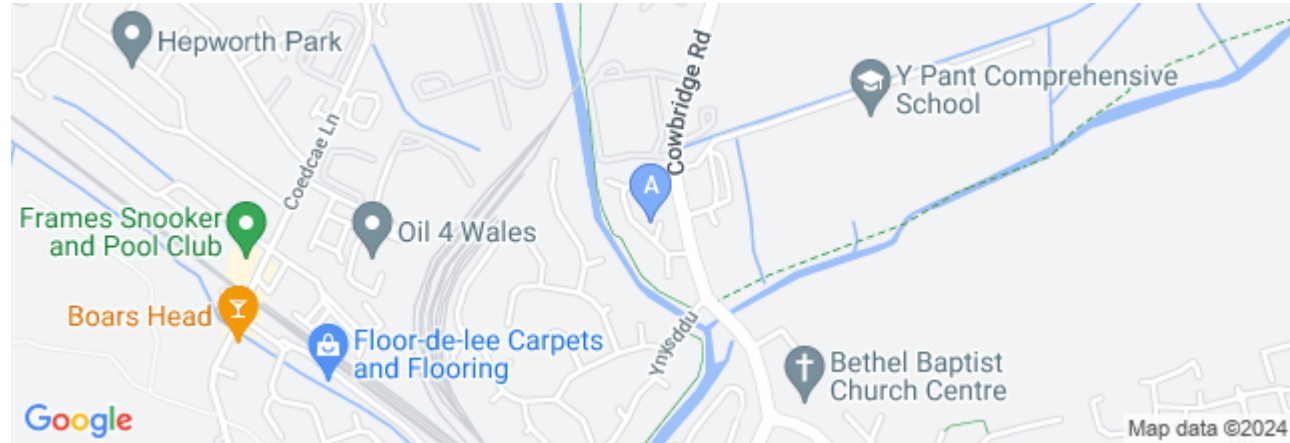 Hepworth Park
Cowbridge Rd
Y Pant Comprehensive
School
Coedcae Ln
A
Frames Snooker
and Pool Club
Oil 4 Wales
Boars Head
Floor-de-lee Carpets
and Flooring
Ynysddu
Bethel Baptist
Church Centre
Google
Map data ©2024